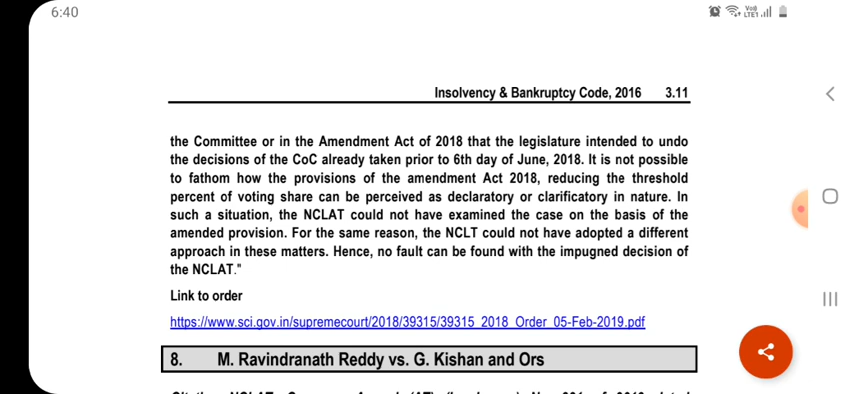 6:40
Vo)) LTE1
Insolvency & Bankruptcy Code, 2016 3.11
the Committee or in the Amendment Act of 2018 that the legislature intended to undo
the decisions of the CoC already taken prior to 6th day of June, 2018. It is not possible
to fathom how the provisions of the amendment Act 2018, reducing the threshold
percent of voting share can be perceived as declaratory or clarificatory in nature. In
such a situation, the NCLAT could not have examined the case on the basis of the
amended provision. For the same reason, the NCLT could not have adopted a different
approach in these matters. Hence, no fault can be found with the impugned decision of
the NCLAT."
Link to order
https://www.sci.gov.in/supremecourt/2018/39315/39315_2018_Order_05-Feb-2019.pdf
8. M. Ravindranath Reddy vs. G. Kishan and Ors